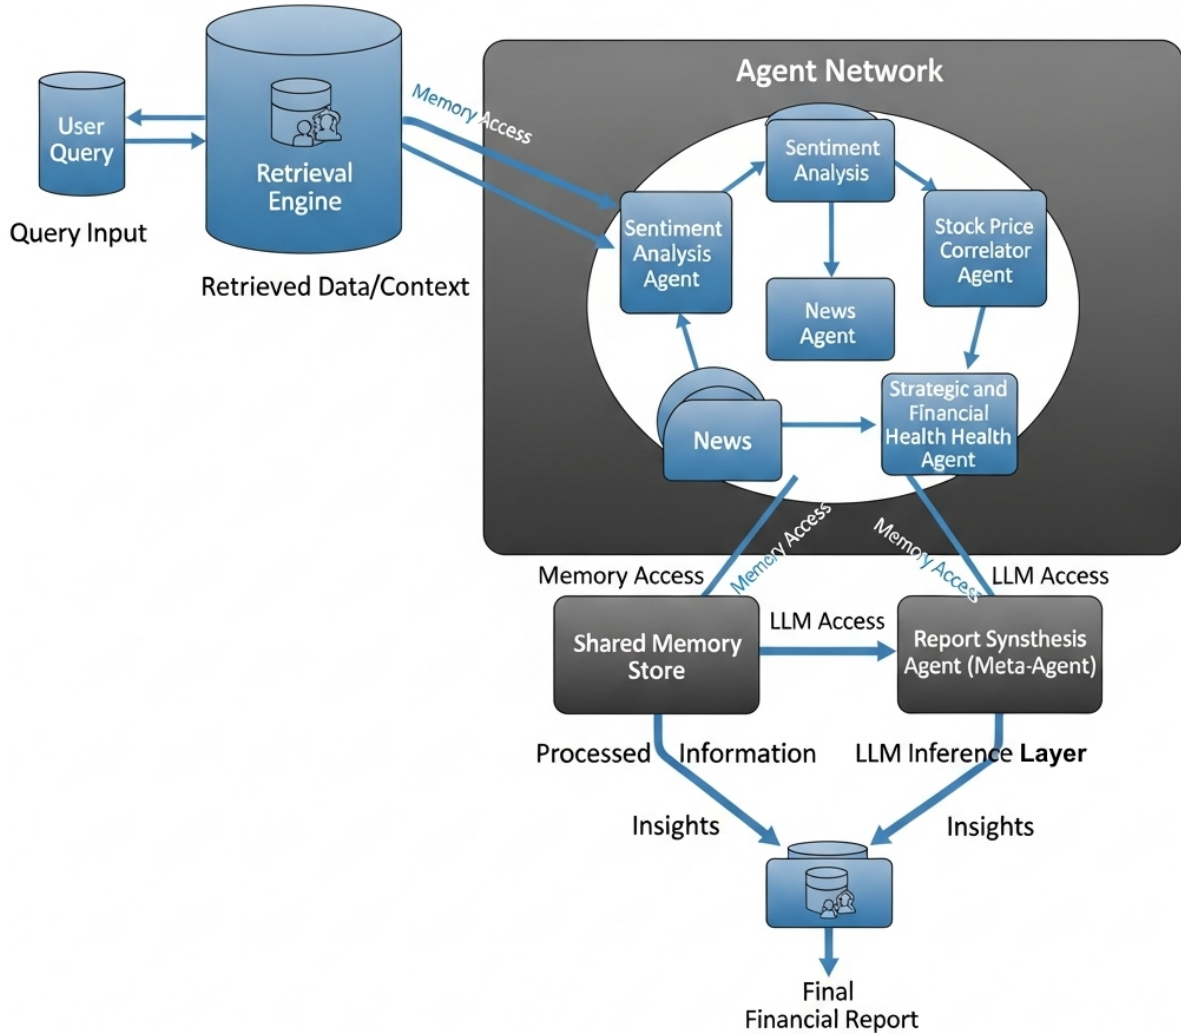 Agent Network
User
Query
Query Input
Retrieval
Engine
Retrieved Data/Context
Memory Access
Sentiment
Analysis
Sentiment
Analysis
Agent
Stock Price
Correlator
Agent
News
Agent
News
Strategic and
Financial
Health Health
Agent
Memory Access
Memory Access
Memory Access
LLM Access
Shared Memory
Store
LLM Access
Report Synsthesis
Agent (Meta-Agent)
Processed Information
LLM Inference Layer
Insights
Insights
Final
Financial Report